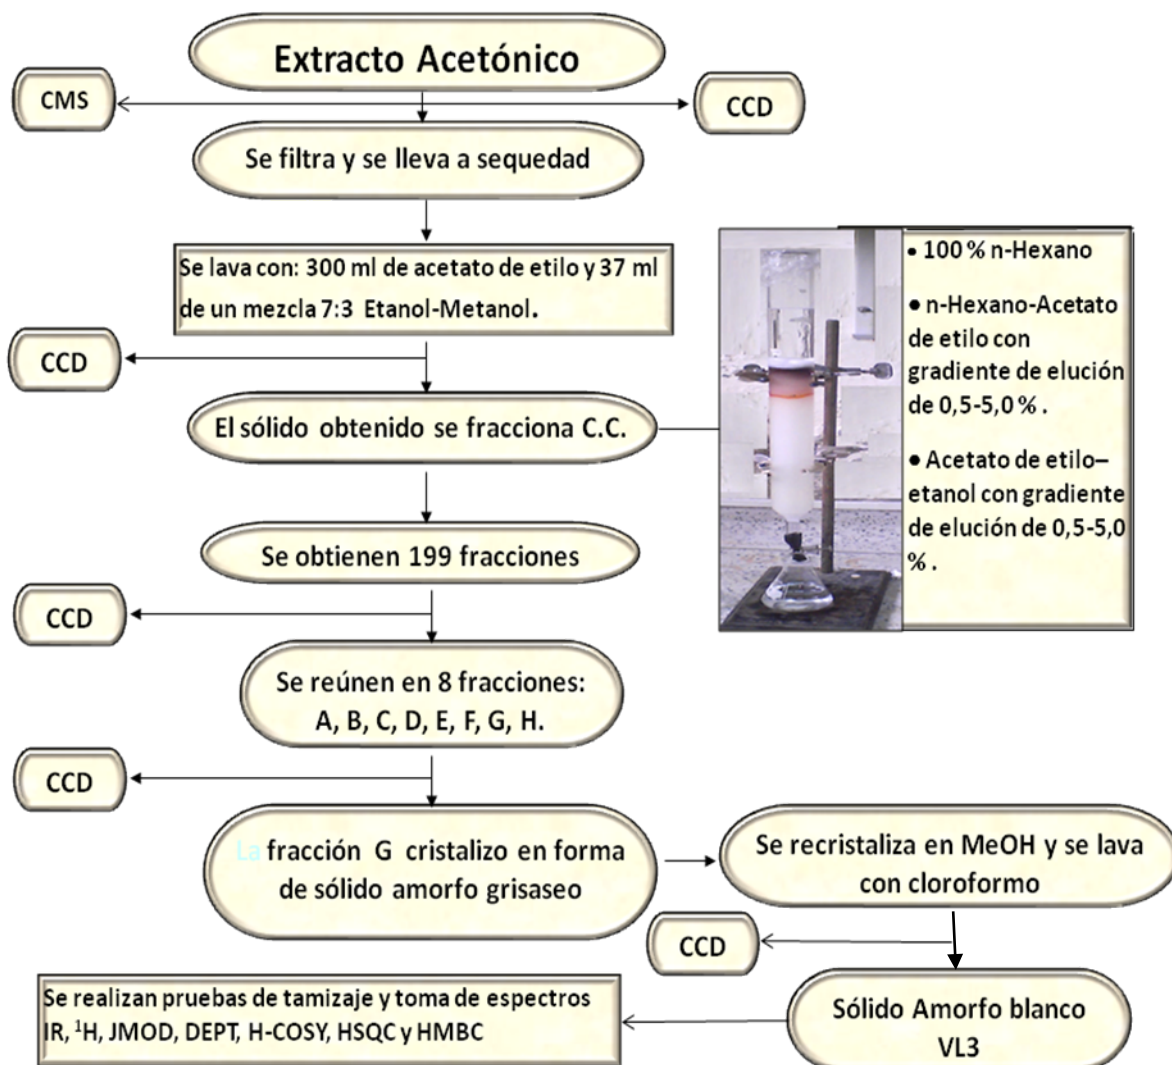 Extracto Acetónico
CMS
CCD
Se filtra y se lleva a sequedad
Se lava con: 300 ml de acetato de etilo y 37 ml
de un mezcla 7:3 Etanol-Metanol.
CCD
El sólido obtenido se fracciona C.C.
• 100 % n-Hexano
• n-Hexano-Acetato
de etilo con
gradiente de elución
de 0,5-5,0 % .
• Acetato de etilo–
etanol con gradiente
de elución de 0,5-5,0
% .
Se obtienen 199 fracciones
CCD
Se reúnen en 8 fracciones:
A, B, C, D, E, F, G, H.
CCD
La fracción G cristalizo en forma
de sólido amorfo grisaseo
Se recristaliza en MeOH y se lava
con cloroformo
CCD
Sólido Amorfo blanco
VL3
Se realizan pruebas de tamizaje y toma de espectros
IR, ¹H, JMOD, DEPT, H-COSY, HSQC y HMBC